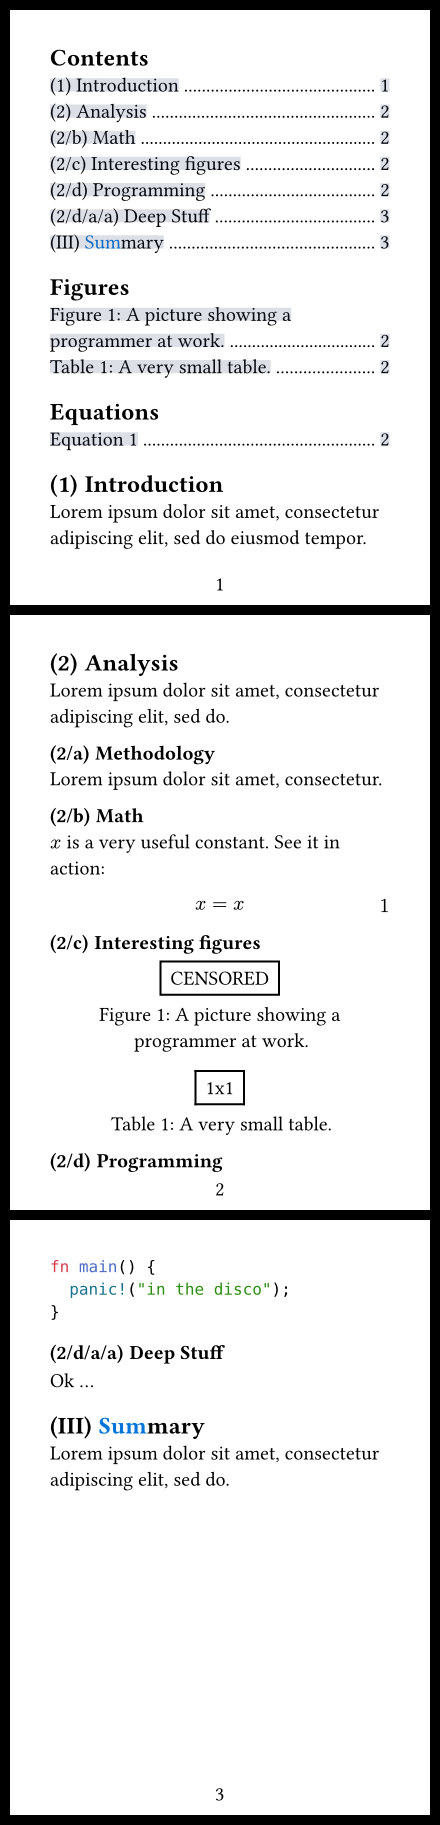 Contents
(1) Introduction ........................................... 1
(2) Analysis .................................................. 2
(2/b) Math .................................................... 2
(2/c) Interesting figures ............................. 2
(2/d) Programming ..................................... 2
(2/d/a/a) Deep Stuff .................................... 3
(III) Summary .............................................. 3
Figures
Figure 1: A picture showing a
programmer at work. ................................ 2
Table 1: A very small table. ...................... 2
Equations
Equation 1 .................................................... 2
(1) Introduction
Lorem ipsum dolor sit amet, consectetur
adipiscing elit, sed do eiusmod tempor.
1
(2) Analysis
Lorem ipsum dolor sit amet, consectetur
adipiscing elit, sed do.
(2/a) Methodology
Lorem ipsum dolor sit amet, consectetur.
(2/b) Math
x is a very useful constant. See it in
action:
x = x 1
(2/c) Interesting figures
CENSORED
Figure 1: A picture showing a
programmer at work.
1x1
Table 1: A very small table.
(2/d) Programming
2
fn main() {
  panic!("in the disco");
}
(2/d/a/a) Deep Stuff
Ok …
(III) Summary
Lorem ipsum dolor sit amet, consectetur
adipiscing elit, sed do.
3